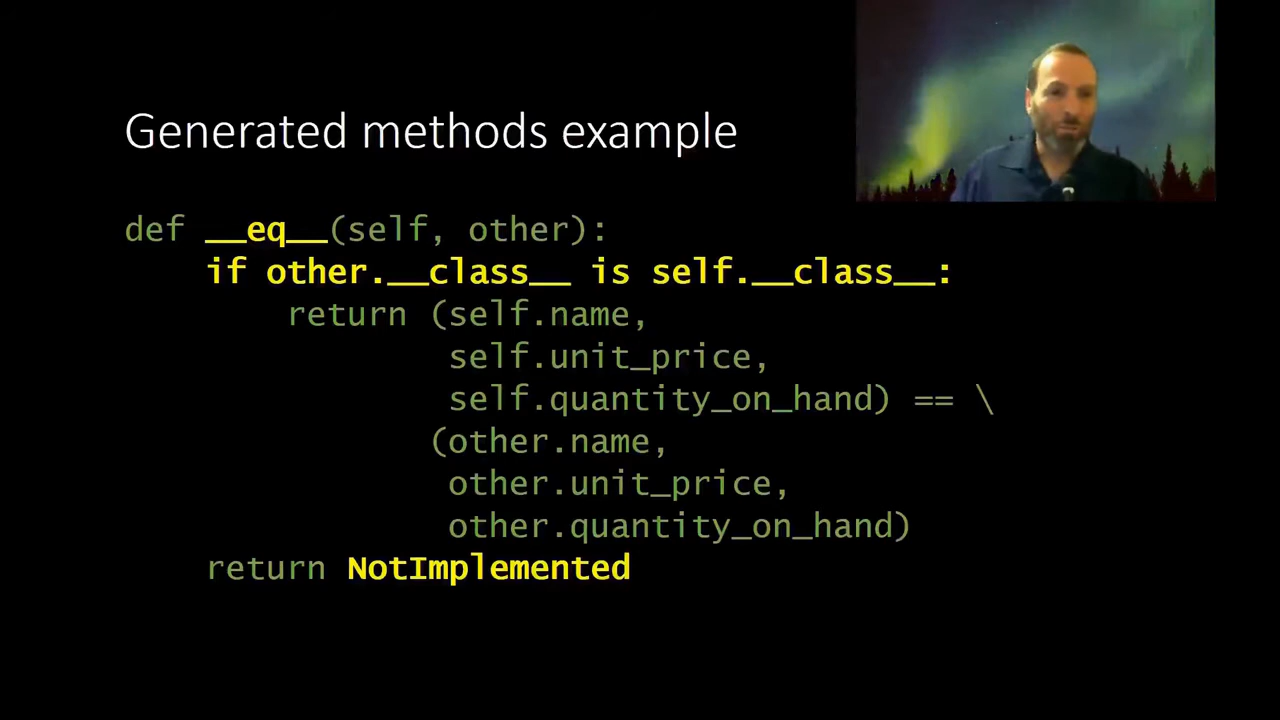 Generated methods example
def __eq__(self, other):
    if other.__class__ is self.__class__:
        return (self.name,
                self.unit_price,
                self.quantity_on_hand) == \
               (other.name,
                other.unit_price,
                other.quantity_on_hand)
    return NotImplemented